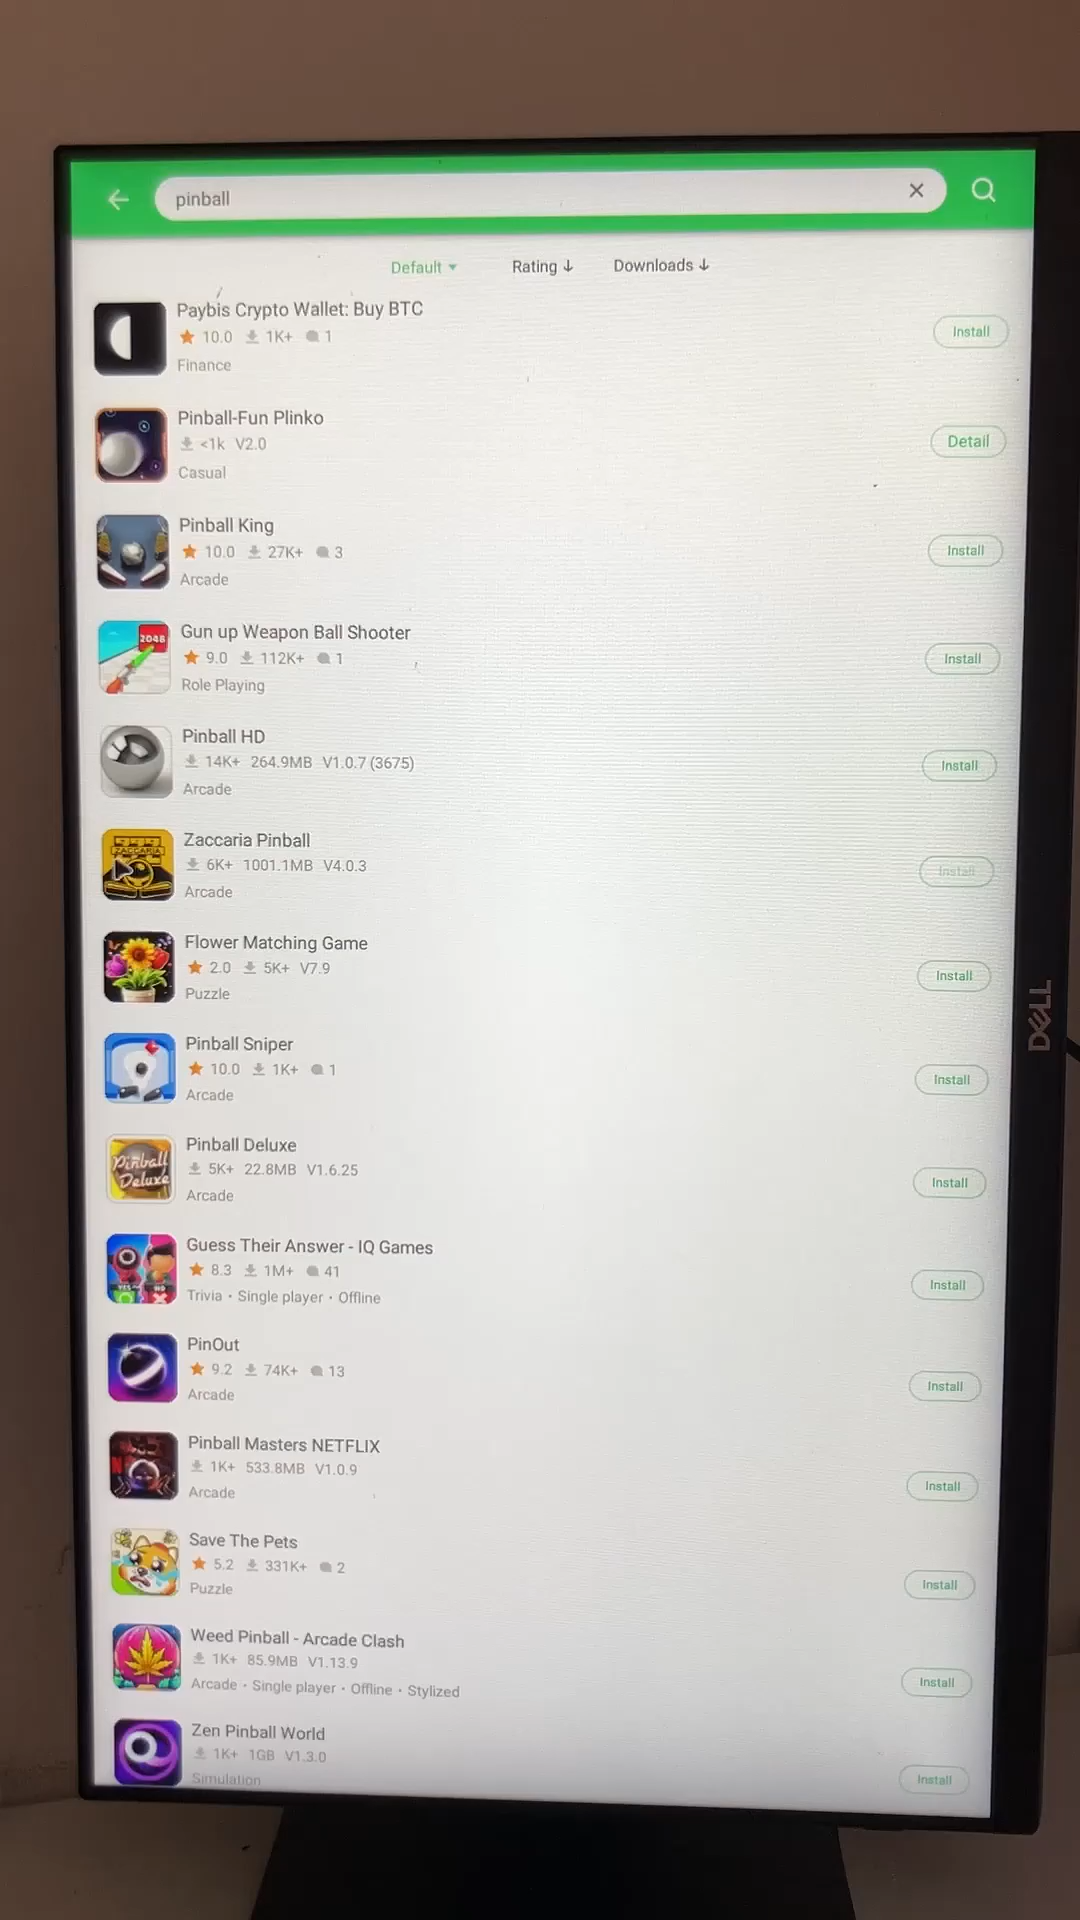 pinball
Default
Rating ↓
Downloads ↓
Paybis Crypto Wallet: Buy BTC
10.0 1K+ 1
Finance
Install
Pinball-Fun Plinko
<1k V2.0
Casual
Detail
Pinball King
10.0 27K+ 3
Arcade
Install
2048
Gun up Weapon Ball Shooter
9.0 112K+ 1
Role Playing
Install
Pinball HD
14K+ 264.9MB V1.0.7 (3675)
Arcade
Install
ZACCARIA
Zaccaria Pinball
6K+ 1001.1MB V4.0.3
Arcade
Install
Flower Matching Game
2.0 5K+ V7.9
Puzzle
Install
DELL
Pinball Sniper
10.0 1K+ 1
Arcade
Install
Pinball
Deluxe
Pinball Deluxe
5K+ 22.8MB V1.6.25
Arcade
Install
YES NO
Guess Their Answer - IQ Games
8.3 1M+ 41
Trivia • Single player • Offline
Install
PinOut
9.2 74K+ 13
Arcade
Install
N
Pinball Masters NETFLIX
1K+ 533.8MB V1.0.9
Arcade
Install
Save The Pets
5.2 331K+ 2
Puzzle
Install
Weed Pinball - Arcade Clash
1K+ 85.9MB V1.13.9
Arcade • Single player • Offline • Stylized
Install
Zen Pinball World
1K+ 1GB V1.3.0
Simulation
Install